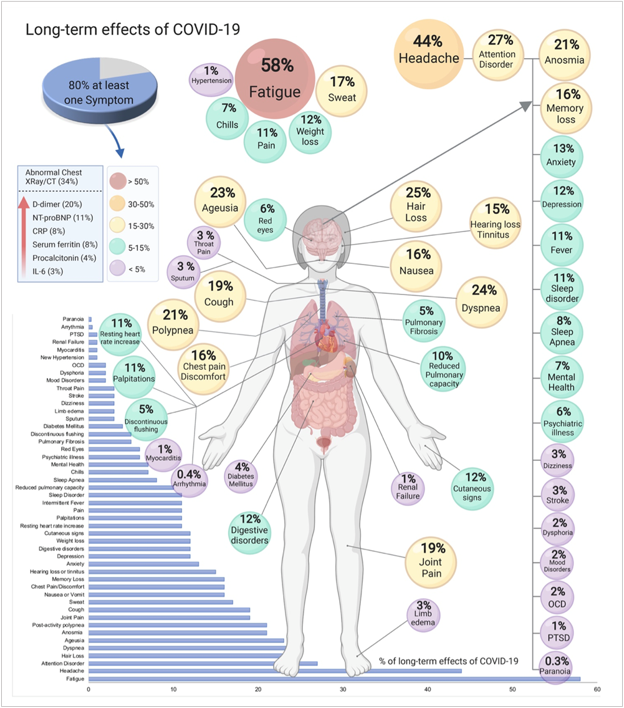 Long-term effects of COVID-19
80% at least
one Symptom
Abnormal Chest
XRay/CT (34%)
D-dimer (20%)
NT-proBNP (11%)
CRP (8%)
Serum ferritin (8%)
Procalcitonin (4%)
IL-6 (3%)
> 50%
30-50%
15-30%
5-15%
< 5%
1%
Hypertension
58%
Fatigue
17%
Sweat
7%
Chills
11%
Pain
12%
Weight
loss
44%
Headache
27%
Attention
Disorder
21%
Anosmia
16%
Memory
loss
13%
Anxiety
12%
Depression
11%
Fever
11%
Sleep
disorder
8%
Sleep
Apnea
7%
Mental
Health
6%
Psychiatric
illness
3%
Dizziness
3%
Stroke
2%
Dysphoria
2%
Mood
Disorders
2%
OCD
1%
PTSD
0.3%
Paranoia
23%
Ageusia
6%
Red
eyes
25%
Hair
Loss
15%
Hearing loss
Tinnitus
3 %
Throat
Pain
3 %
Sputum
16%
Nausea
19%
Cough
24%
Dyspnea
21%
Polypnea
5%
Pulmonary
Fibrosis
11%
Resting heart
rate increase
16%
Chest pain
Discomfort
10%
Reduced
Pulmonary
capacity
11%
Palpitations
5%
Discontinuous
flushing
1%
Myocarditis
0.4%
Arrhythmia
4%
Diabetes
Mellitus
1%
Renal
Failure
12%
Cutaneous
signs
12%
Digestive
disorders
19%
Joint
Pain
3%
Limb
edema
% of long-term effects of COVID-19
Paranoia
Arrythmia
PTSD
Renal Failure
Myocarditis
New Hypertension
OCD
Dysphoria
Mood Disorders
Throat Pain
Stroke
Dizziness
Limb edema
Sputum
Diabetes Mellitus
Discontinuous flushing
Pulmonary Fibrosis
Red Eyes
Psychiatric illness
Mental Health
Chills
Sleep Apnea
Reduced pulmonary capacity
Sleep Disorder
Intermittent Fever
Pain
Palpitations
Resting heart rate increase
Cutaneous signs
Weight loss
Digestive disorders
Depression
Anxiety
Hearing loss or tinnitus
Memory Loss
Chest Pain/Discomfort
Nausea or Vomit
Sweat
Cough
Joint Pain
Post-activity polypnea
Anosmia
Ageusia
Dyspnea
Hair Loss
Attention Disorder
Headache
Fatigue
0 10 20 30 40 50 60